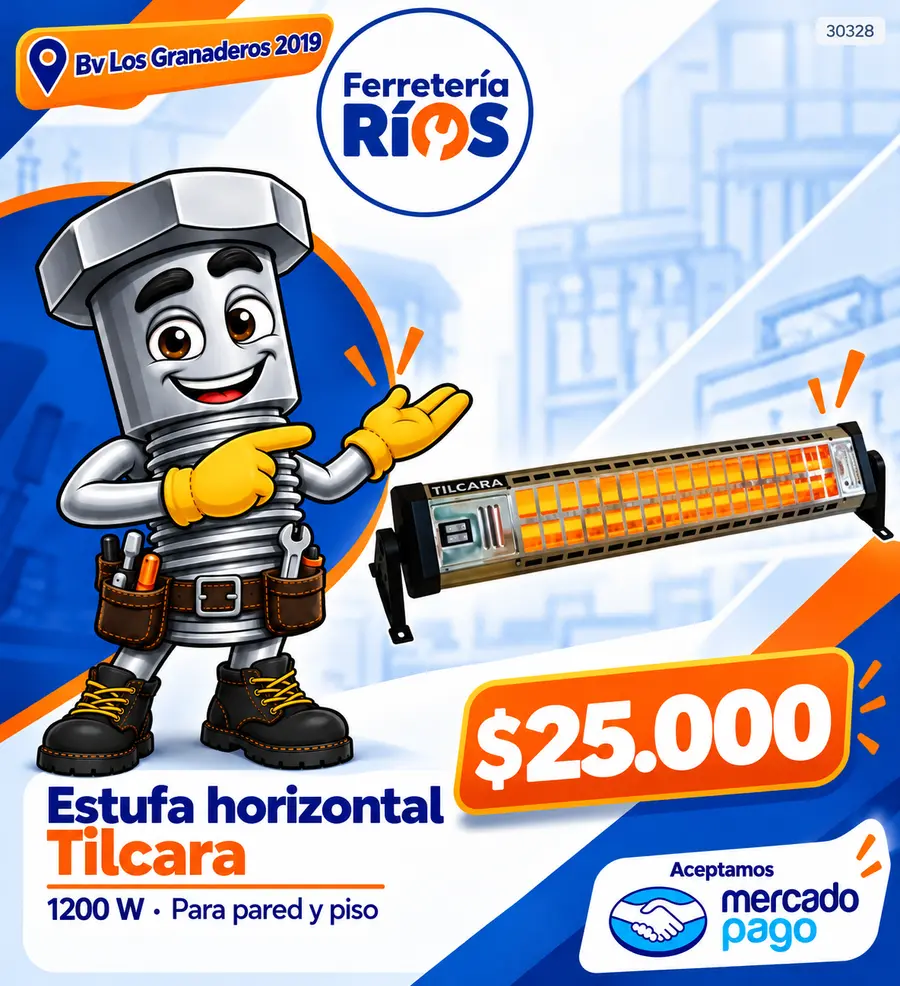 Bv Los Granaderos 2019
Ferretería
Ríos
30328
TILCARA
$25.000
Estufa horizontal
Tilcara
1200 W · Para pared y piso
Aceptamos
mercado
pago